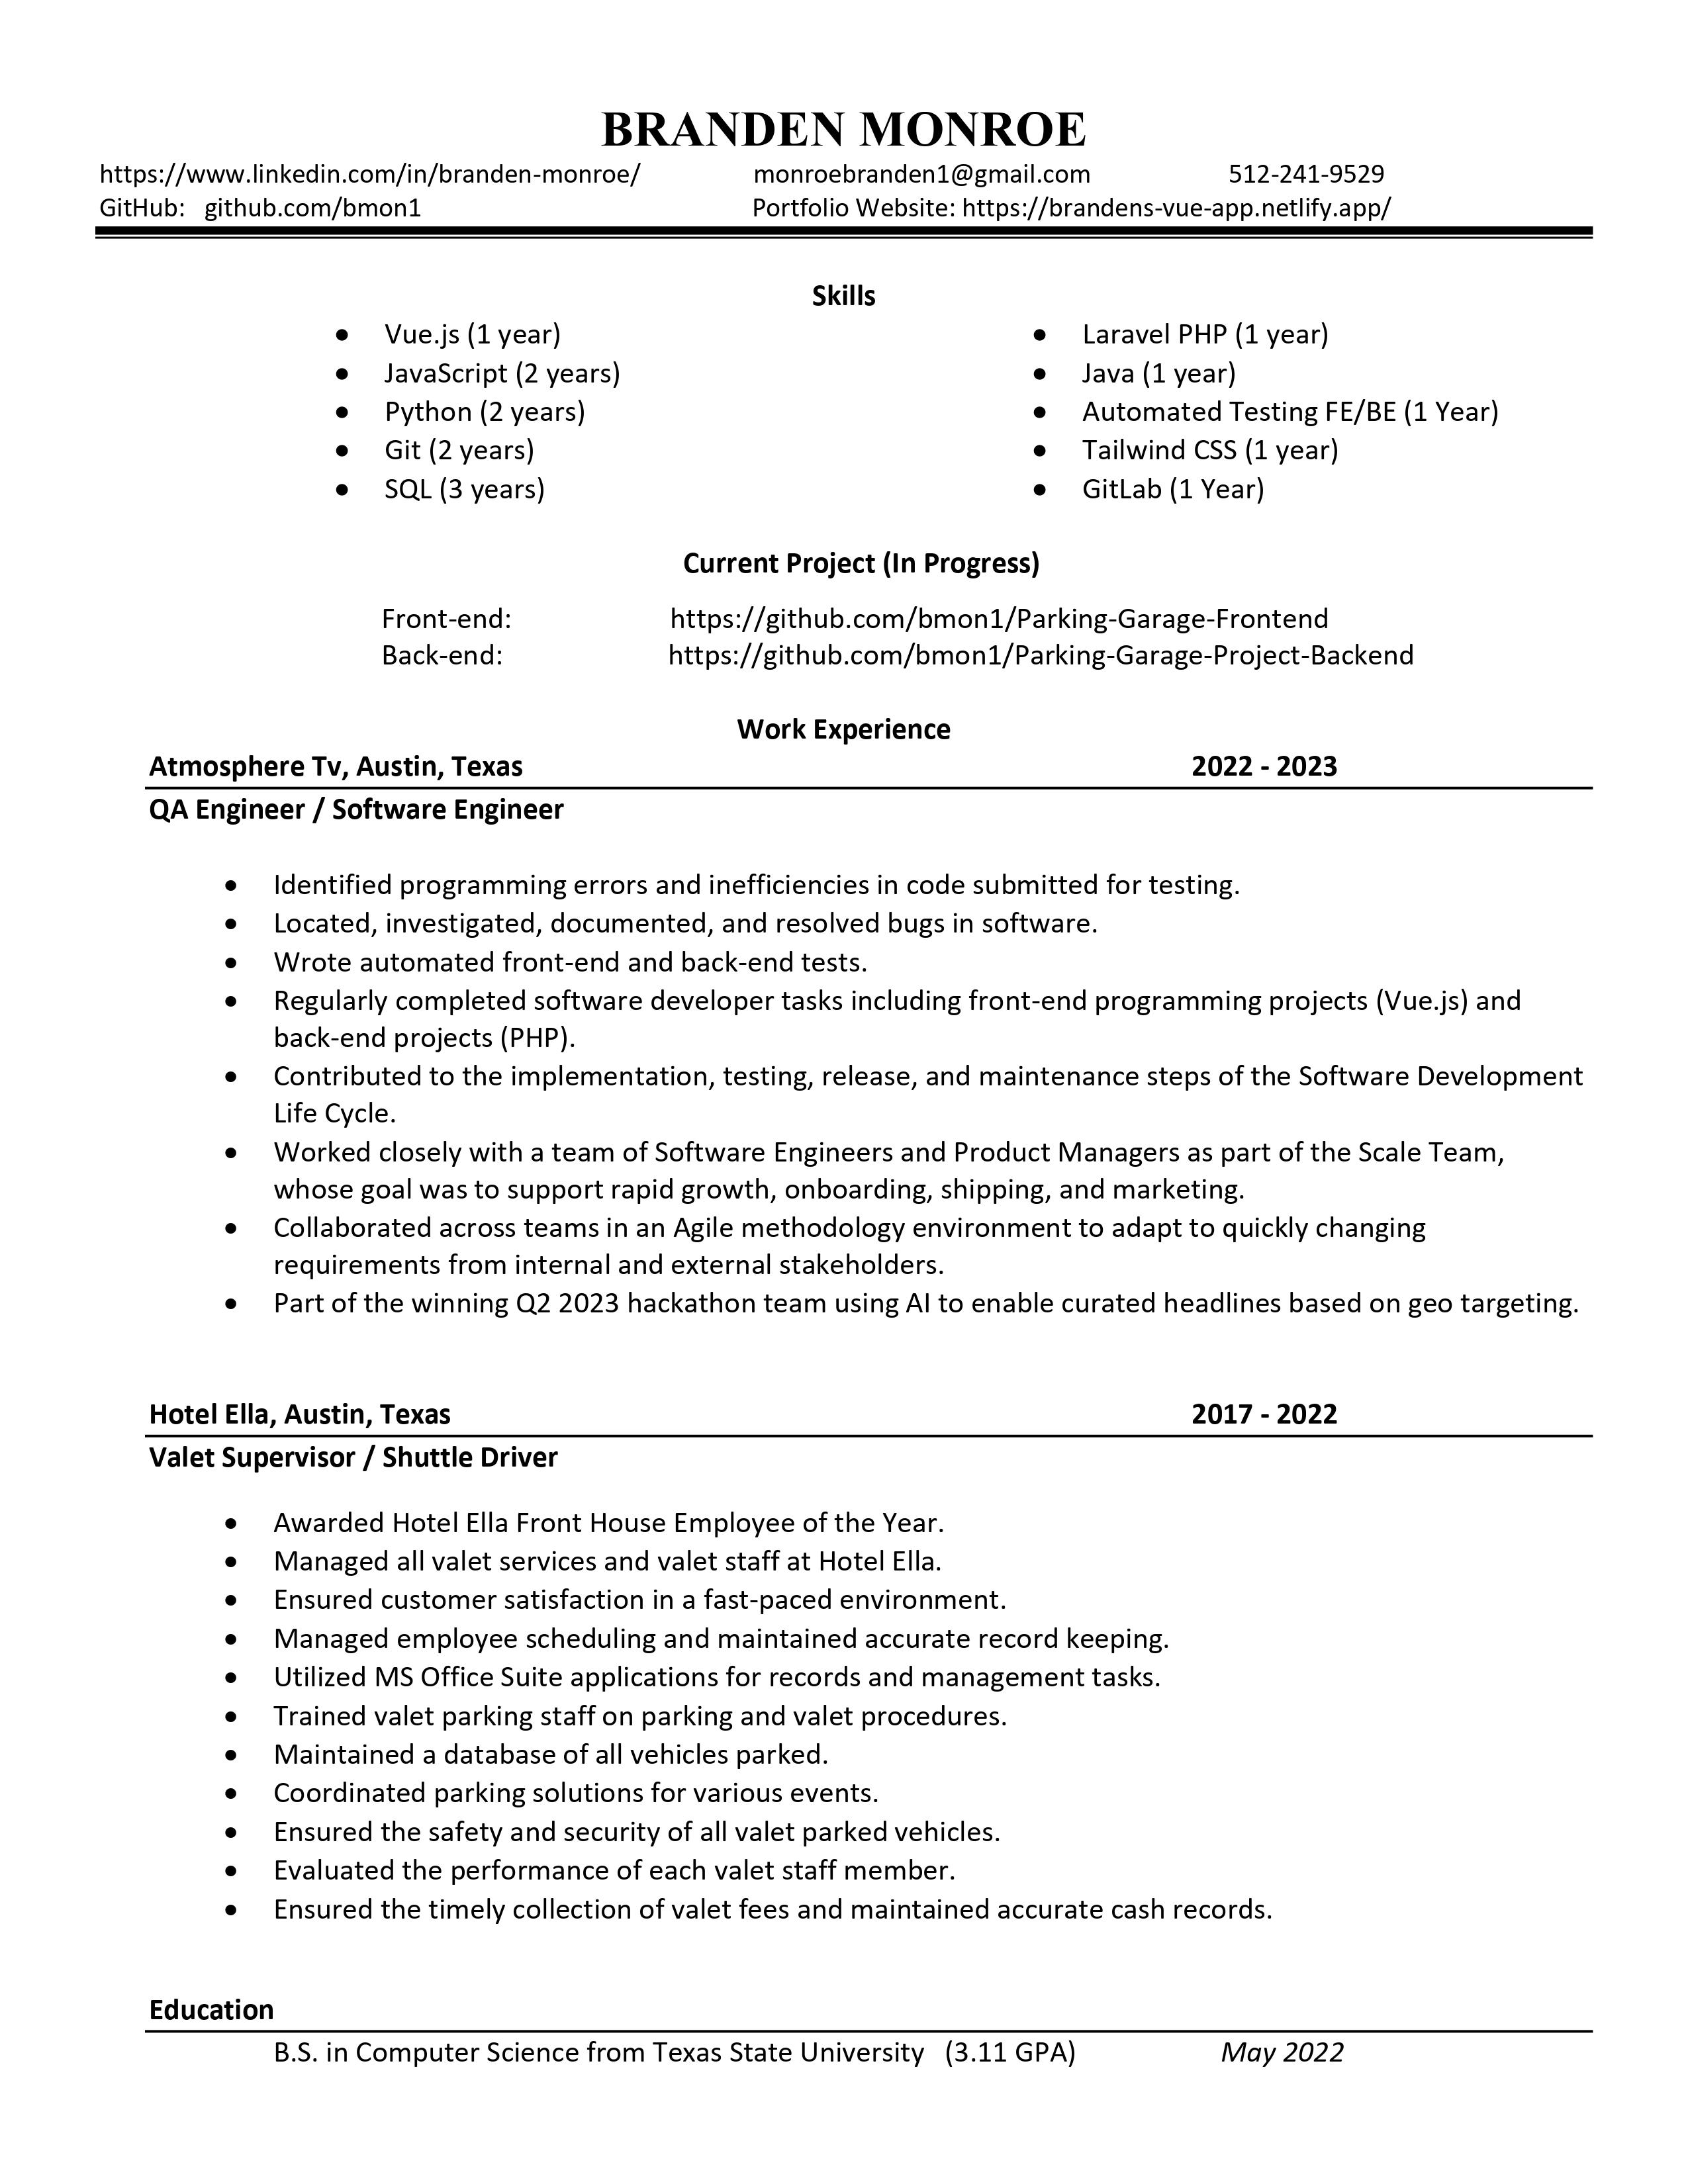 BRANDEN MONROE
https://www.linkedin.com/in/branden-monroe/ monroebranden1@gmail.com 512-241-9529
GitHub: github.com/bmon1 Portfolio Website: https://brandens-vue-app.netlify.app/
Skills
• Vue.js (1 year)
• JavaScript (2 years)
• Python (2 years)
• Git (2 years)
• SQL (3 years)
• Laravel PHP (1 year)
• Java (1 year)
• Automated Testing FE/BE (1 Year)
• Tailwind CSS (1 year)
• GitLab (1 Year)
Current Project (In Progress)
Front-end: https://github.com/bmon1/Parking-Garage-Frontend
Back-end: https://github.com/bmon1/Parking-Garage-Project-Backend
Work Experience
Atmosphere Tv, Austin, Texas 2022 - 2023
QA Engineer / Software Engineer
• Identified programming errors and inefficiencies in code submitted for testing.
• Located, investigated, documented, and resolved bugs in software.
• Wrote automated front-end and back-end tests.
• Regularly completed software developer tasks including front-end programming projects (Vue.js) and
back-end projects (PHP).
• Contributed to the implementation, testing, release, and maintenance steps of the Software Development
Life Cycle.
• Worked closely with a team of Software Engineers and Product Managers as part of the Scale Team,
whose goal was to support rapid growth, onboarding, shipping, and marketing.
• Collaborated across teams in an Agile methodology environment to adapt to quickly changing
requirements from internal and external stakeholders.
• Part of the winning Q2 2023 hackathon team using AI to enable curated headlines based on geo targeting.
Hotel Ella, Austin, Texas 2017 - 2022
Valet Supervisor / Shuttle Driver
• Awarded Hotel Ella Front House Employee of the Year.
• Managed all valet services and valet staff at Hotel Ella.
• Ensured customer satisfaction in a fast-paced environment.
• Managed employee scheduling and maintained accurate record keeping.
• Utilized MS Office Suite applications for records and management tasks.
• Trained valet parking staff on parking and valet procedures.
• Maintained a database of all vehicles parked.
• Coordinated parking solutions for various events.
• Ensured the safety and security of all valet parked vehicles.
• Evaluated the performance of each valet staff member.
• Ensured the timely collection of valet fees and maintained accurate cash records.
Education
B.S. in Computer Science from Texas State University (3.11 GPA) May 2022